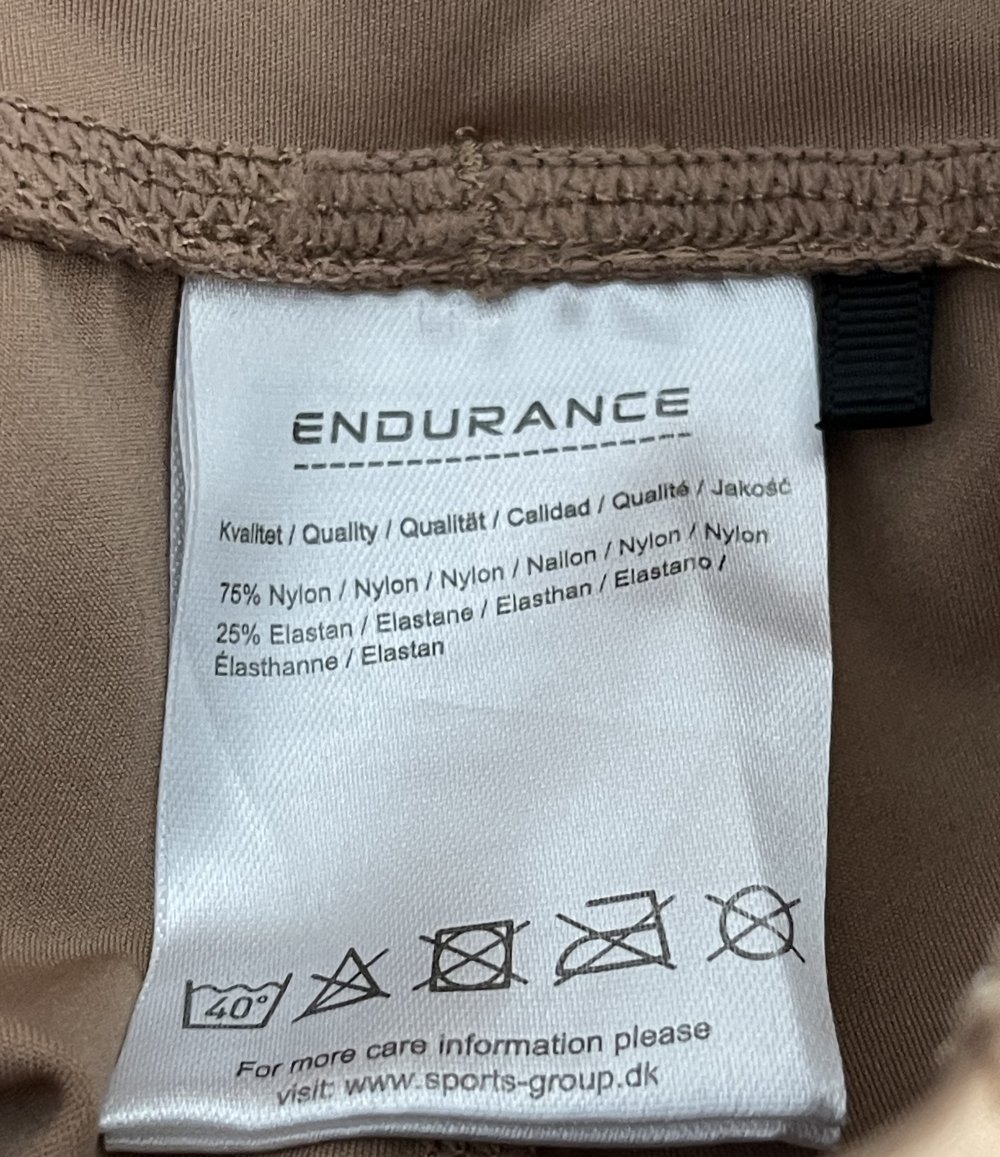 ENDURANCE
Kvalitet / Quality / Qualität / Calidad / Qualité / Jakość
75% Nylon / Nylon / Nylon / Nailon / Nylon / Nylon
25% Elastan / Elastane / Elasthan / Elastano /
Élasthanne / Elastan
40°
For more care information please
visit: www.sports-group.dk